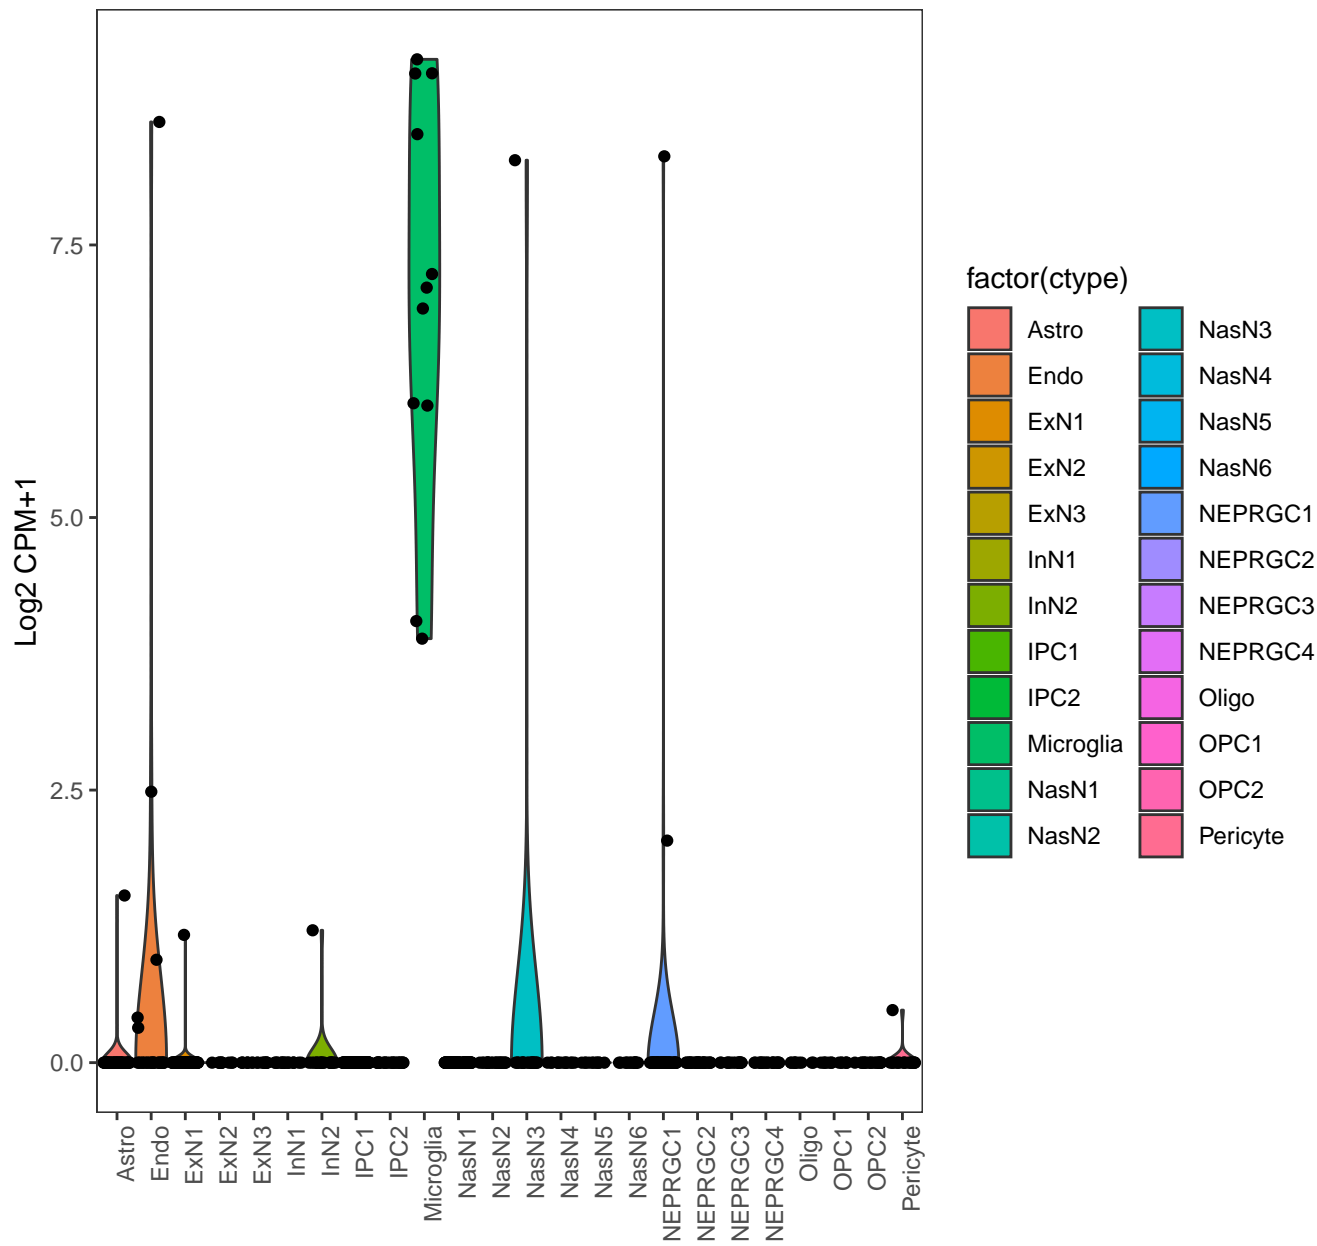 Log2 CPM+1
7.5
5.0
2.5
0.0
Astro
Endo
ExN1
ExN2
ExN3
InN1
InN2
IPC1
IPC2
Microglia
NasN1
NasN2
NasN3
NasN4
NasN5
NasN6
NEPRGC1
NEPRGC2
NEPRGC3
NEPRGC4
Oligo
OPC1
OPC2
Pericyte
factor(ctype)
Astro
Endo
ExN1
ExN2
ExN3
InN1
InN2
IPC1
IPC2
Microglia
NasN1
NasN2
NasN3
NasN4
NasN5
NasN6
NEPRGC1
NEPRGC2
NEPRGC3
NEPRGC4
Oligo
OPC1
OPC2
Pericyte